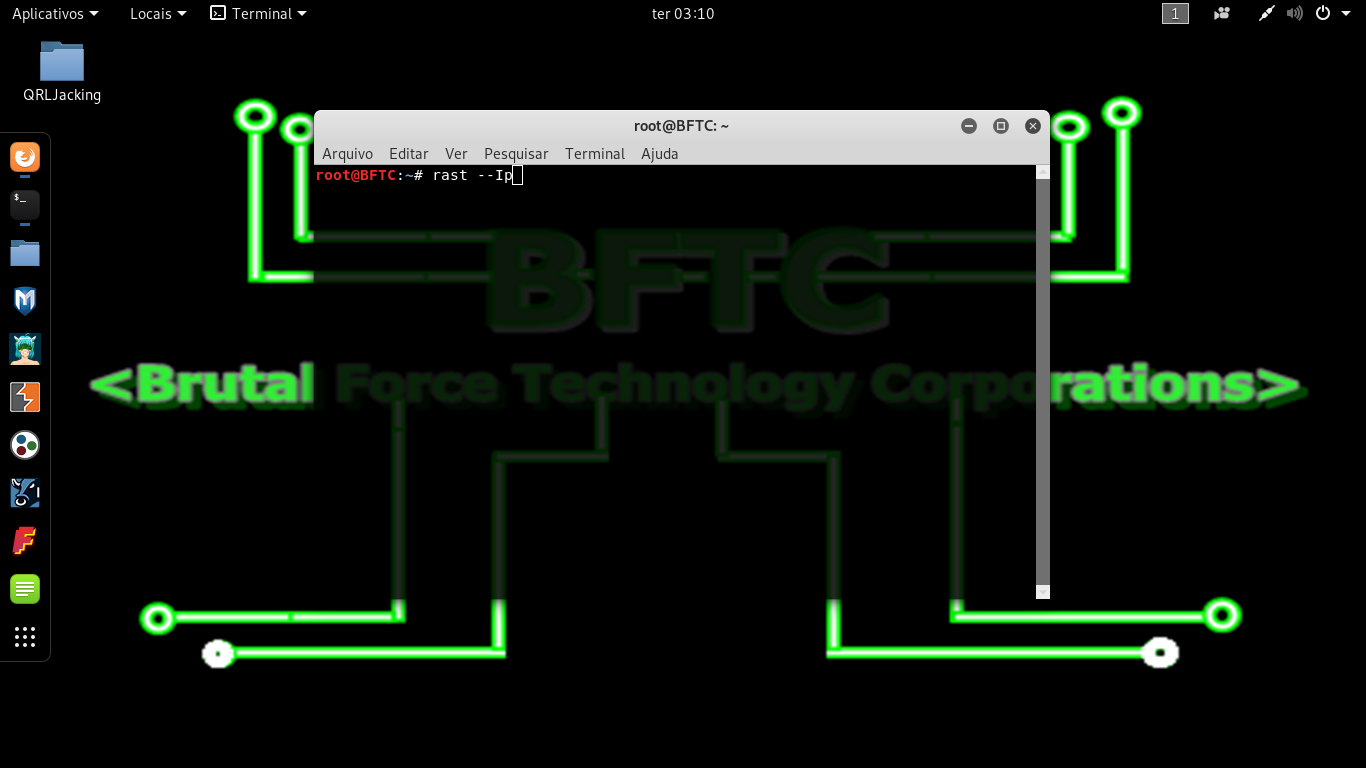 Aplicativos Locais Terminal ter 03:10 1
QRLJacking
root@BFTC: ~
Arquivo Editar Ver Pesquisar Terminal Ajuda
root@BFTC:~# rast --Ip
BFTC
<Brutal Force Technology Corporations>